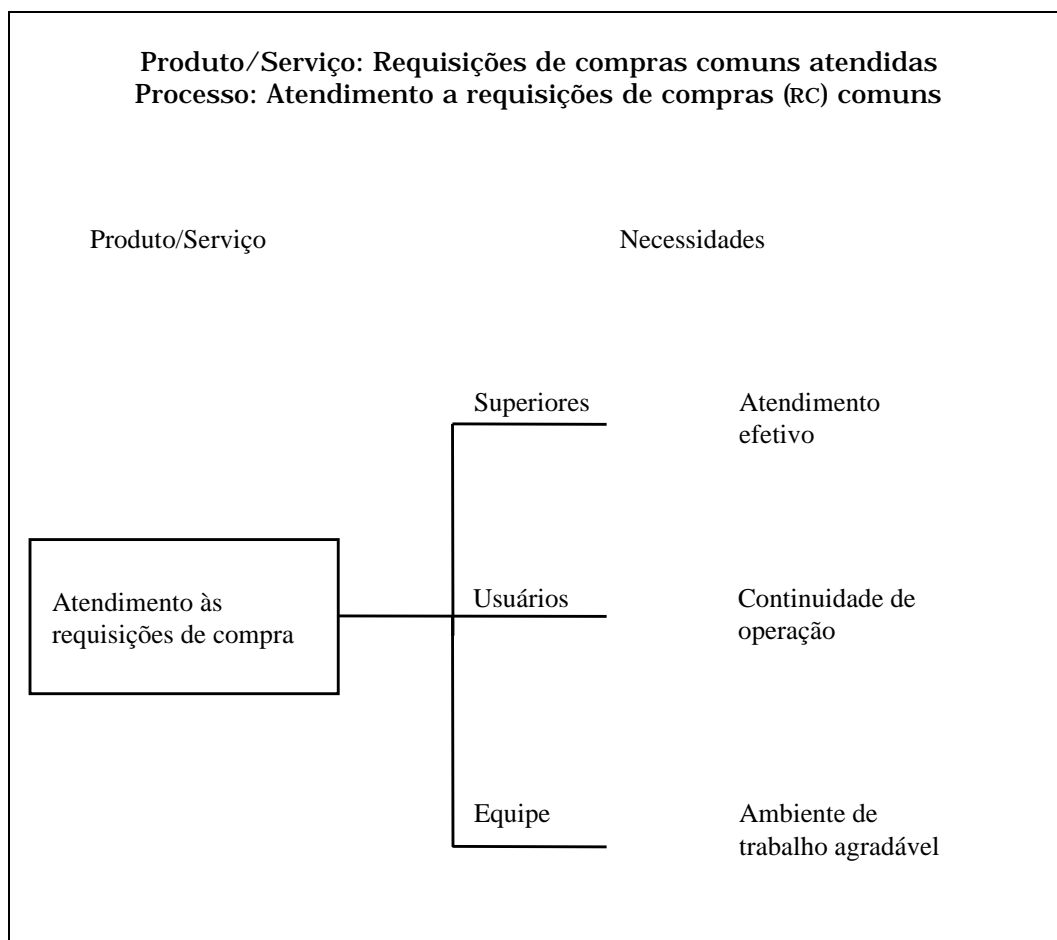 Produto/Serviço: Requisições de compras comuns atendidas
Processo: Atendimento a requisições de compras (RC) comuns
Produto/Serviço
Necessidades
Superiores
Atendimento
efetivo
Atendimento às
requisições de compra
Usuários
Continuidade de
operação
Equipe
Ambiente de
trabalho agradável